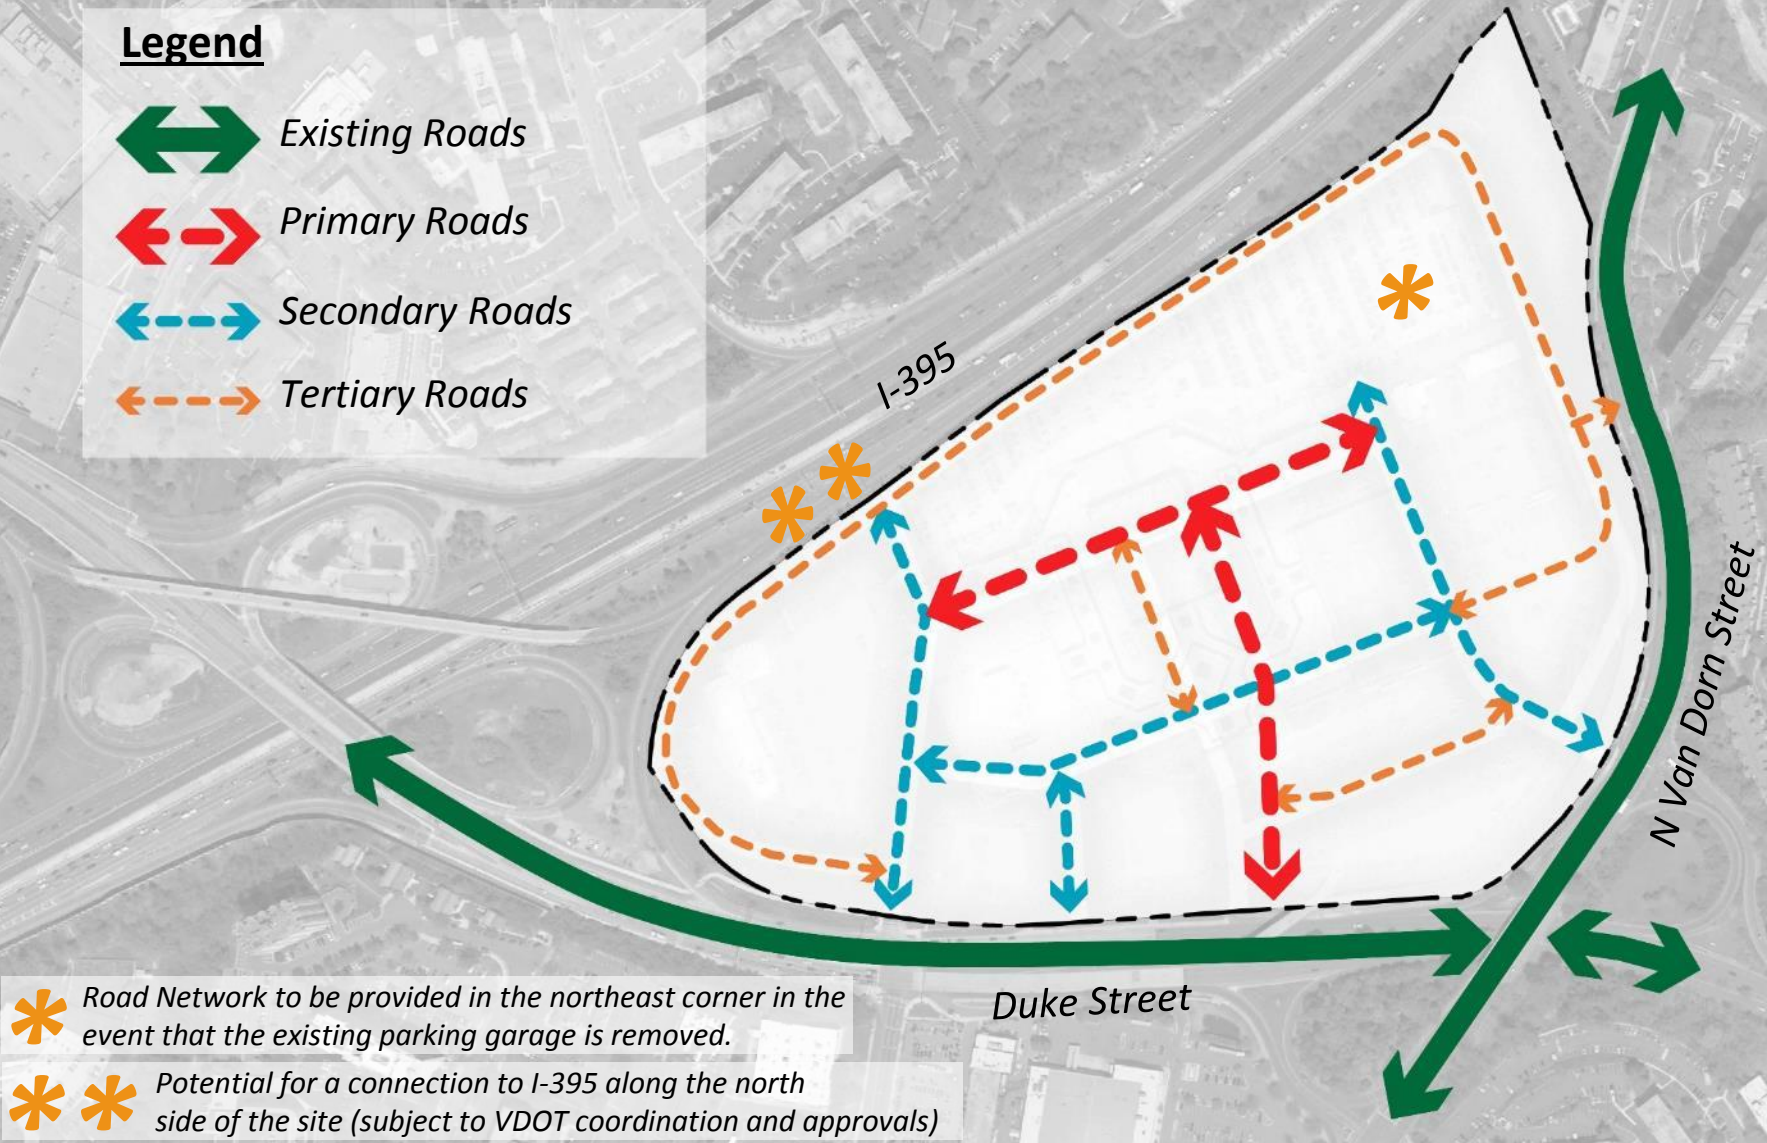 Legend
Existing Roads
Primary Roads
Secondary Roads
Tertiary Roads
I-395
N Van Dorn Street
Duke Street
Road Network to be provided in the northeast corner in the
event that the existing parking garage is removed.
Potential for a connection to I-395 along the north
side of the site (subject to VDOT coordination and approvals)